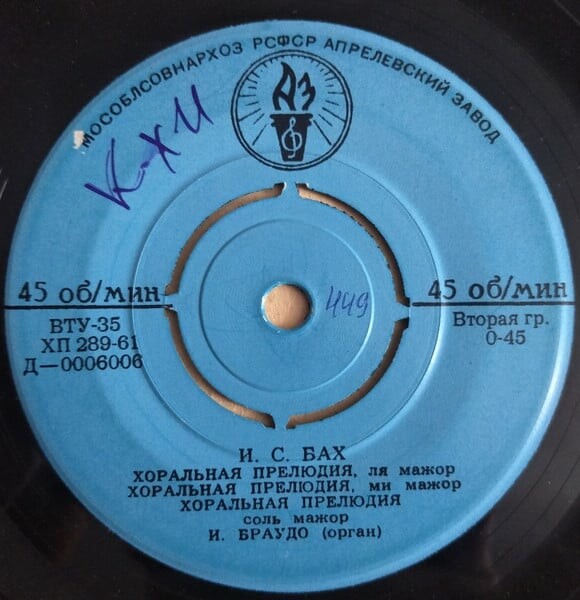 МОСОБЛСОВНАРХОЗ РСФСР АПРЕЛЕВСКИЙ ЗАВОД
АЗ
45 об/мин
ВТУ-35
ХП 289-61
Д—0006006
449
45 об/мин
Вторая гр.
0-45
И. С. БАХ
ХОРАЛЬНАЯ ПРЕЛЮДИЯ, ля мажор
ХОРАЛЬНАЯ ПРЕЛЮДИЯ, ми мажор
ХОРАЛЬНАЯ ПРЕЛЮДИЯ
соль мажор
И. БРАУДО (орган)